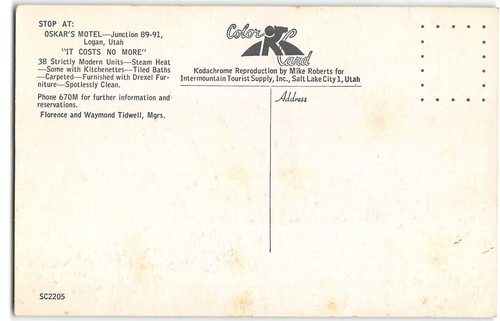 STOP AT:
OSKAR'S MOTEL—Junction 89-91,
Logan, Utah
"IT COSTS NO MORE"
38 Strictly Modern Units—Steam Heat
—Some with Kitchenettes—Tiled Baths
—Carpeted—Furnished with Drexel Fur-
niture—Spotlessly Clean.
Phone 670M for further information and
reservations.
Florence and Waymond Tidwell, Mgrs.
Color
Card
Kodachrome Reproduction by Mike Roberts for
Intermountain Tourist Supply, Inc., Salt Lake City 1, Utah
Address
SC2205